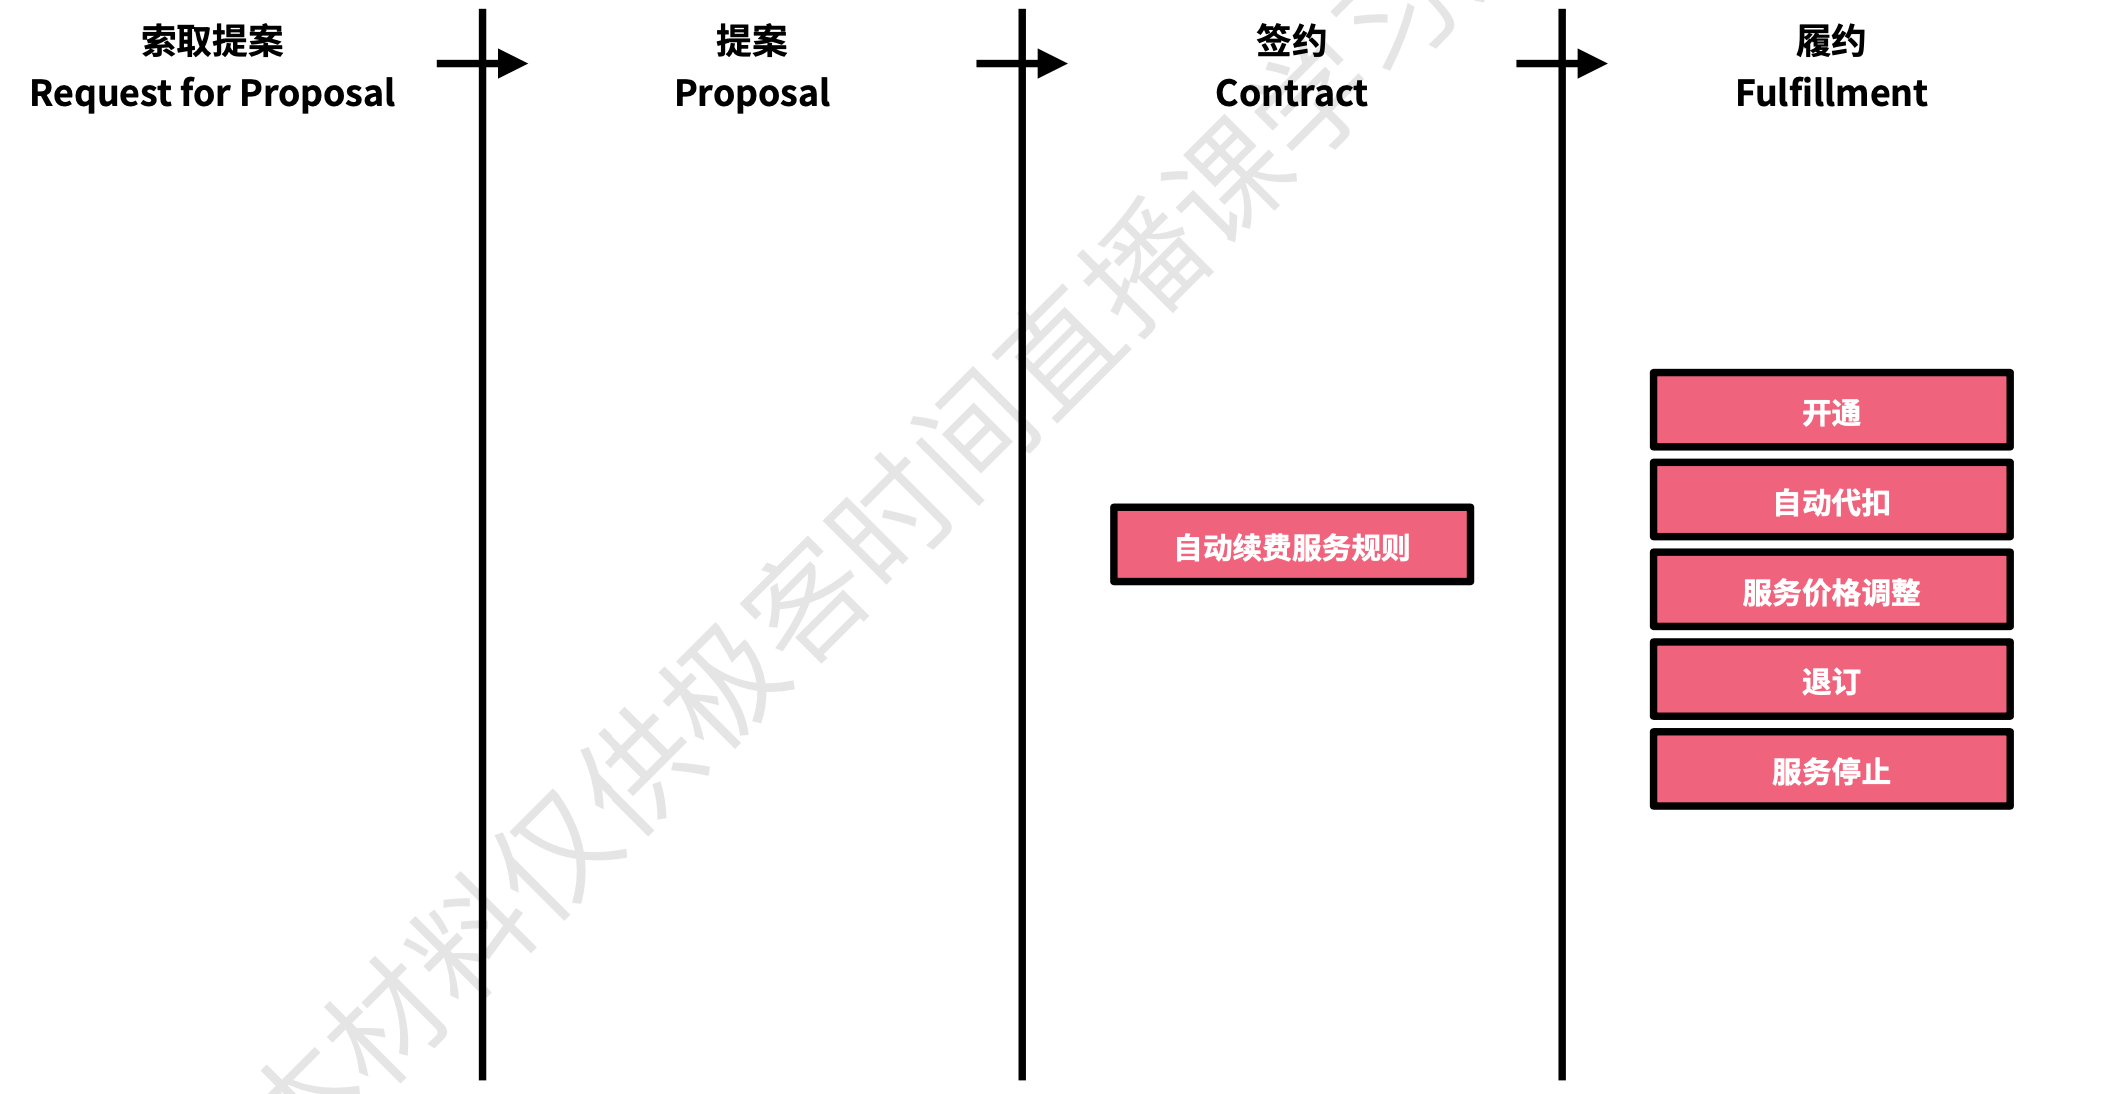 索取提案
Request for Proposal
提案
Proposal
签约
Contract
履约
Fulfillment
自动续费服务规则
开通
自动代扣
服务价格调整
退订
服务停止
本材料仅供极客时间直播课学习